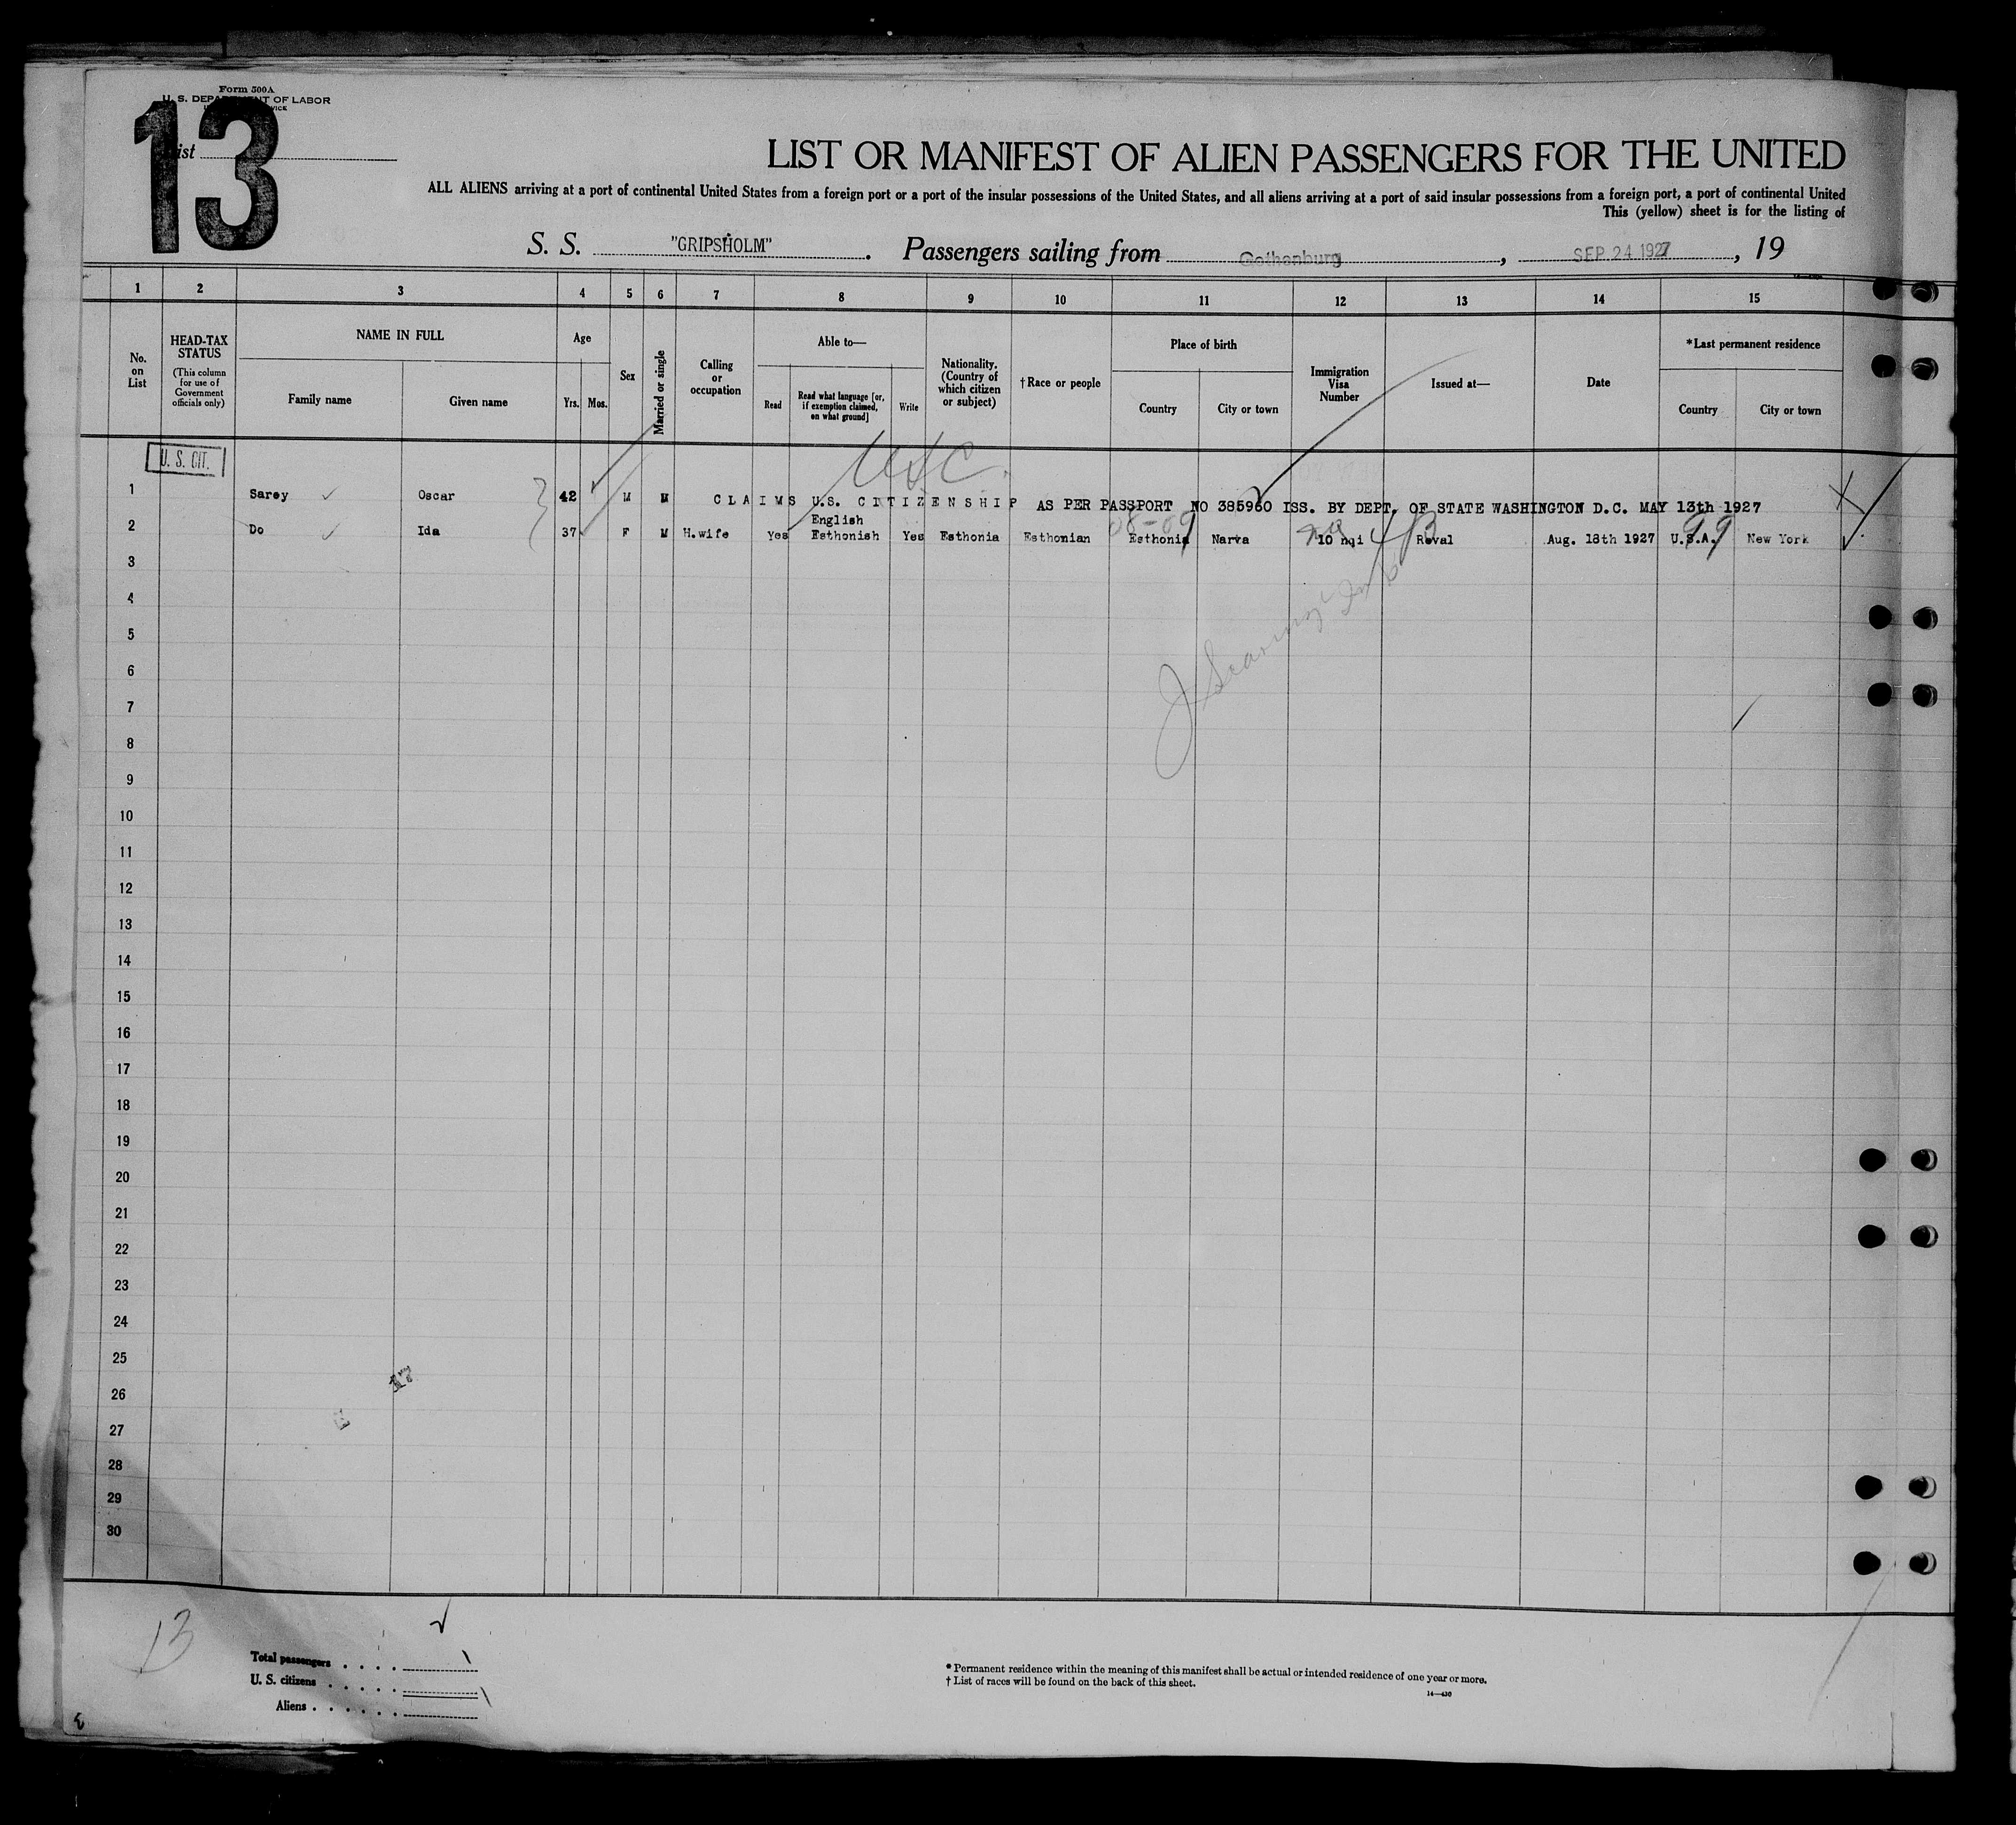 Form 500A
U. S. DEPARTMENT OF LABOR
13
List
LIST OR MANIFEST OF ALIEN PASSENGERS FOR THE UNITED
ALL ALIENS arriving at a port of continental United States from a foreign port or a port of the insular possessions of the United States, and all aliens arriving at a port of said insular possessions from a foreign port, a port of continental United
This (yellow) sheet is for the listing of
S. S. "GRIPSHOLM". Passengers sailing from Gothenburg, SEP 24 1927, 19
1 2 3 4 5 6 7 8 9 10 11 12 13 14 15
No. on List
HEAD-TAX STATUS
(This column for use of Government officials only)
NAME IN FULL
Family name Given name
Age
Yrs. Mos.
Sex
Married or single
Calling or occupation
Able to—
Read
Read what language [or, if exemption claimed, on what ground]
Write
Nationality. (Country of which citizen or subject)
†Race or people
Place of birth
Country City or town
Immigration Visa Number
Issued at—
Date
*Last permanent residence
Country City or town
U. S. CIT.
USC.
1 Sarey Oscar 42 M M CLAIMS U.S. CITIZENSHIP AS PER PASSPORT NO 385960 ISS. BY DEPT. OF STATE WASHINGTON D.C. MAY 13th 1927
English
2 Do Ida 37 F M H.wife Yes Esthonish Yes Esthonia Esthonian Esthonia Narva 10 nqi Reval Aug. 18th 1927 U.S.A. New York
4B
99
3
4
5
6
7
8
9
10
11
12
13
14
15
16
17
18
19
20
21
22
23
24
25
26
27
28
29
30
17
13
Total passengers
U. S. citizens
Aliens
* Permanent residence within the meaning of this manifest shall be actual or intended residence of one year or more.
† List of races will be found on the back of this sheet.
14—430